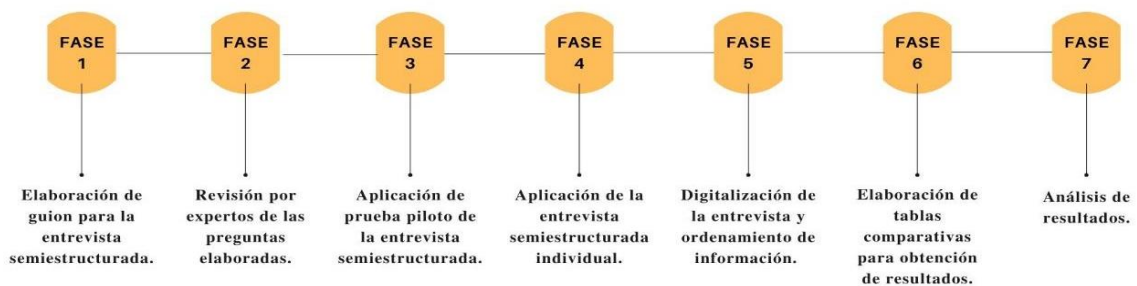 FASE
1
FASE
2
FASE
3
FASE
4
FASE
5
FASE
6
FASE
7
Elaboración de
guion para la
entrevista
semiestructurada.
Revisión por
expertos de las
preguntas
elaboradas.
Aplicación de
prueba piloto de
la entrevista
semiestructurada.
Aplicación de la
entrevista
semiestructurada
individual.
Digitalización de
la entrevista y
ordenamiento de
información.
Elaboración de
tablas
comparativas
para obtención
de resultados.
Análisis de
resultados.